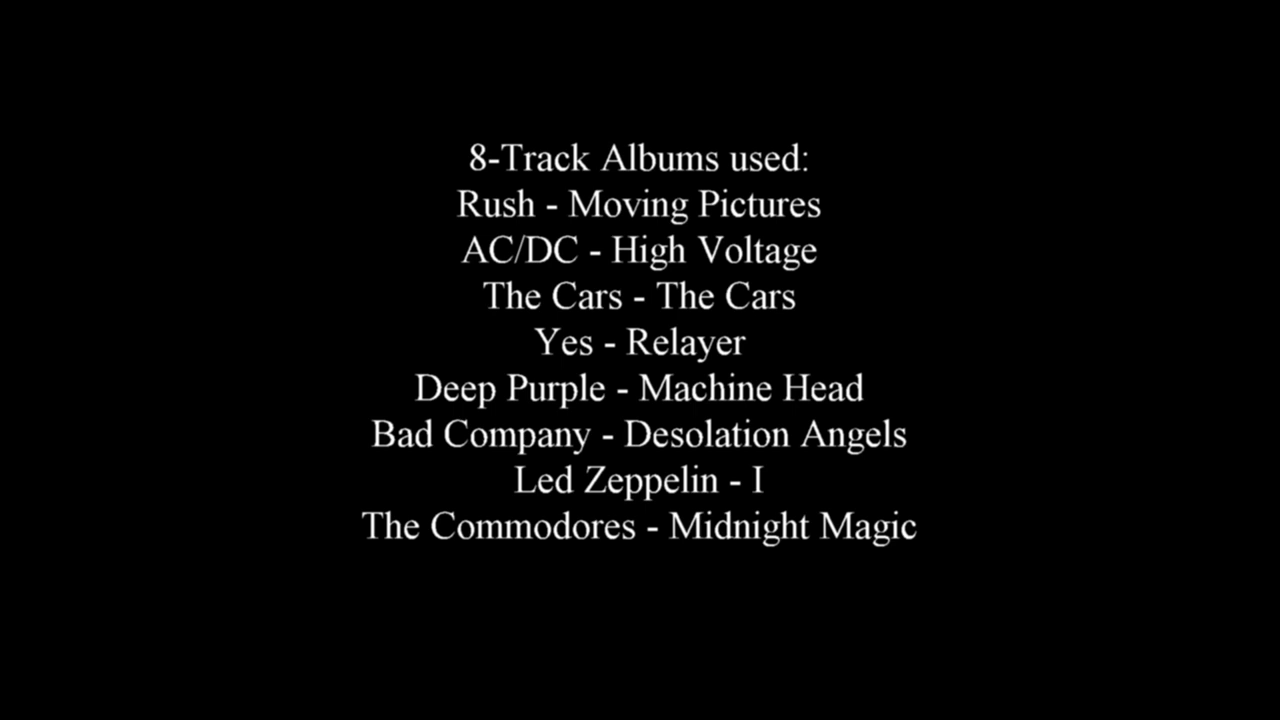 8-Track Albums used:
Rush - Moving Pictures
AC/DC - High Voltage
The Cars - The Cars
Yes - Relayer
Deep Purple - Machine Head
Bad Company - Desolation Angels
Led Zeppelin - I
The Commodores - Midnight Magic